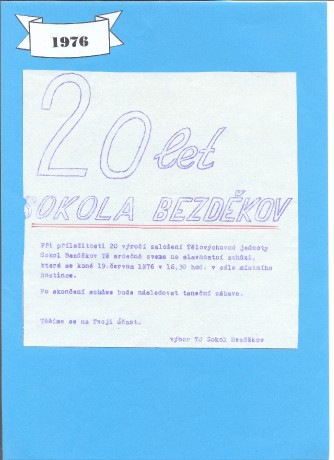 1976
20 let
SOKOLA BEZDĚKOV
Při příležitosti 20 výročí založení Tělovýchovné jednoty
Sokol Bezděkov Tě srdečně zveme na slavnostní schůzi,
která se koná 19.června 1976 v 16,30 hod. v sále místního
hostince.
Po skončení schůze bude následovat taneční zábava.
Těšíme se na Tvoji účast.
výbor TJ Sokol Bezděkov